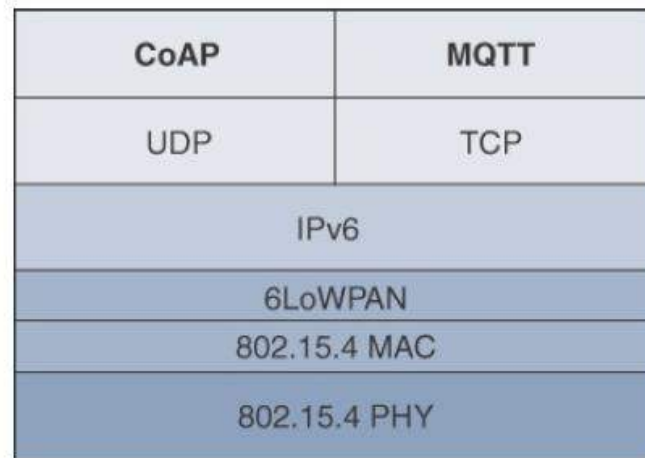 CoAP MQTT
UDP TCP
IPv6
6LoWPAN
802.15.4 MAC
802.15.4 PHY